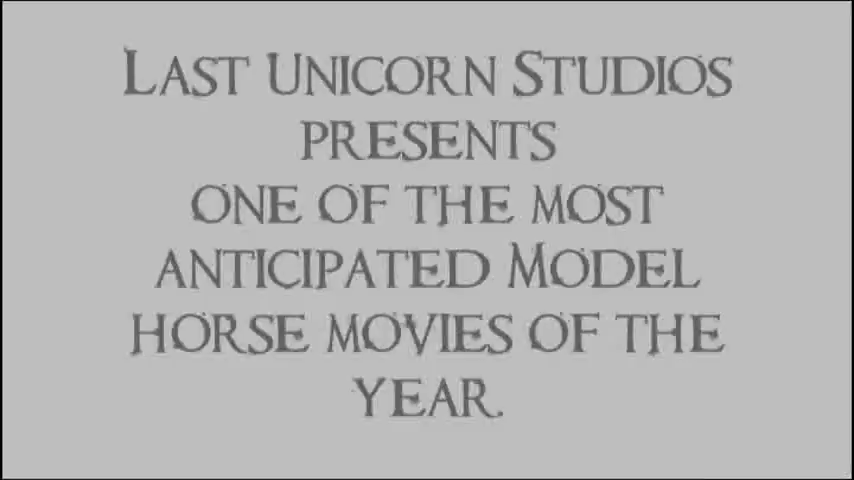 Last Unicorn Studios
presents
one of the most
anticipated Model
horse movies of the
year.